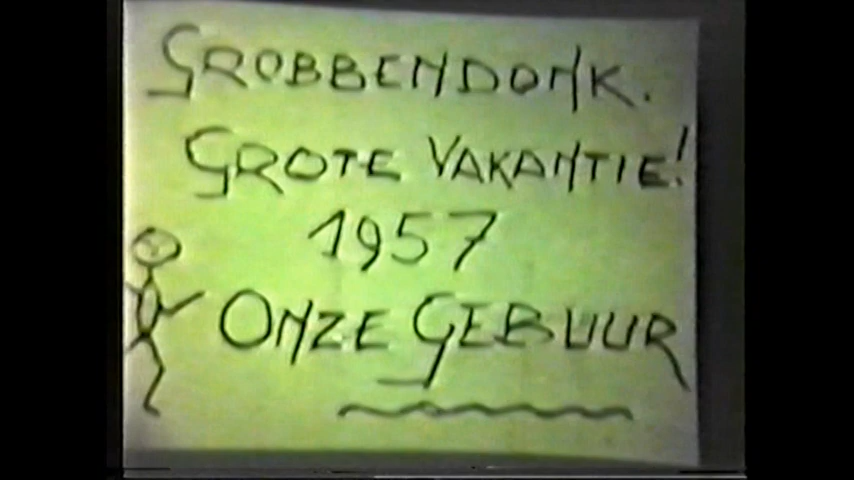 GROBBENDONK.
GROTE VAKANTIE!
1957
ONZE GEBUUR